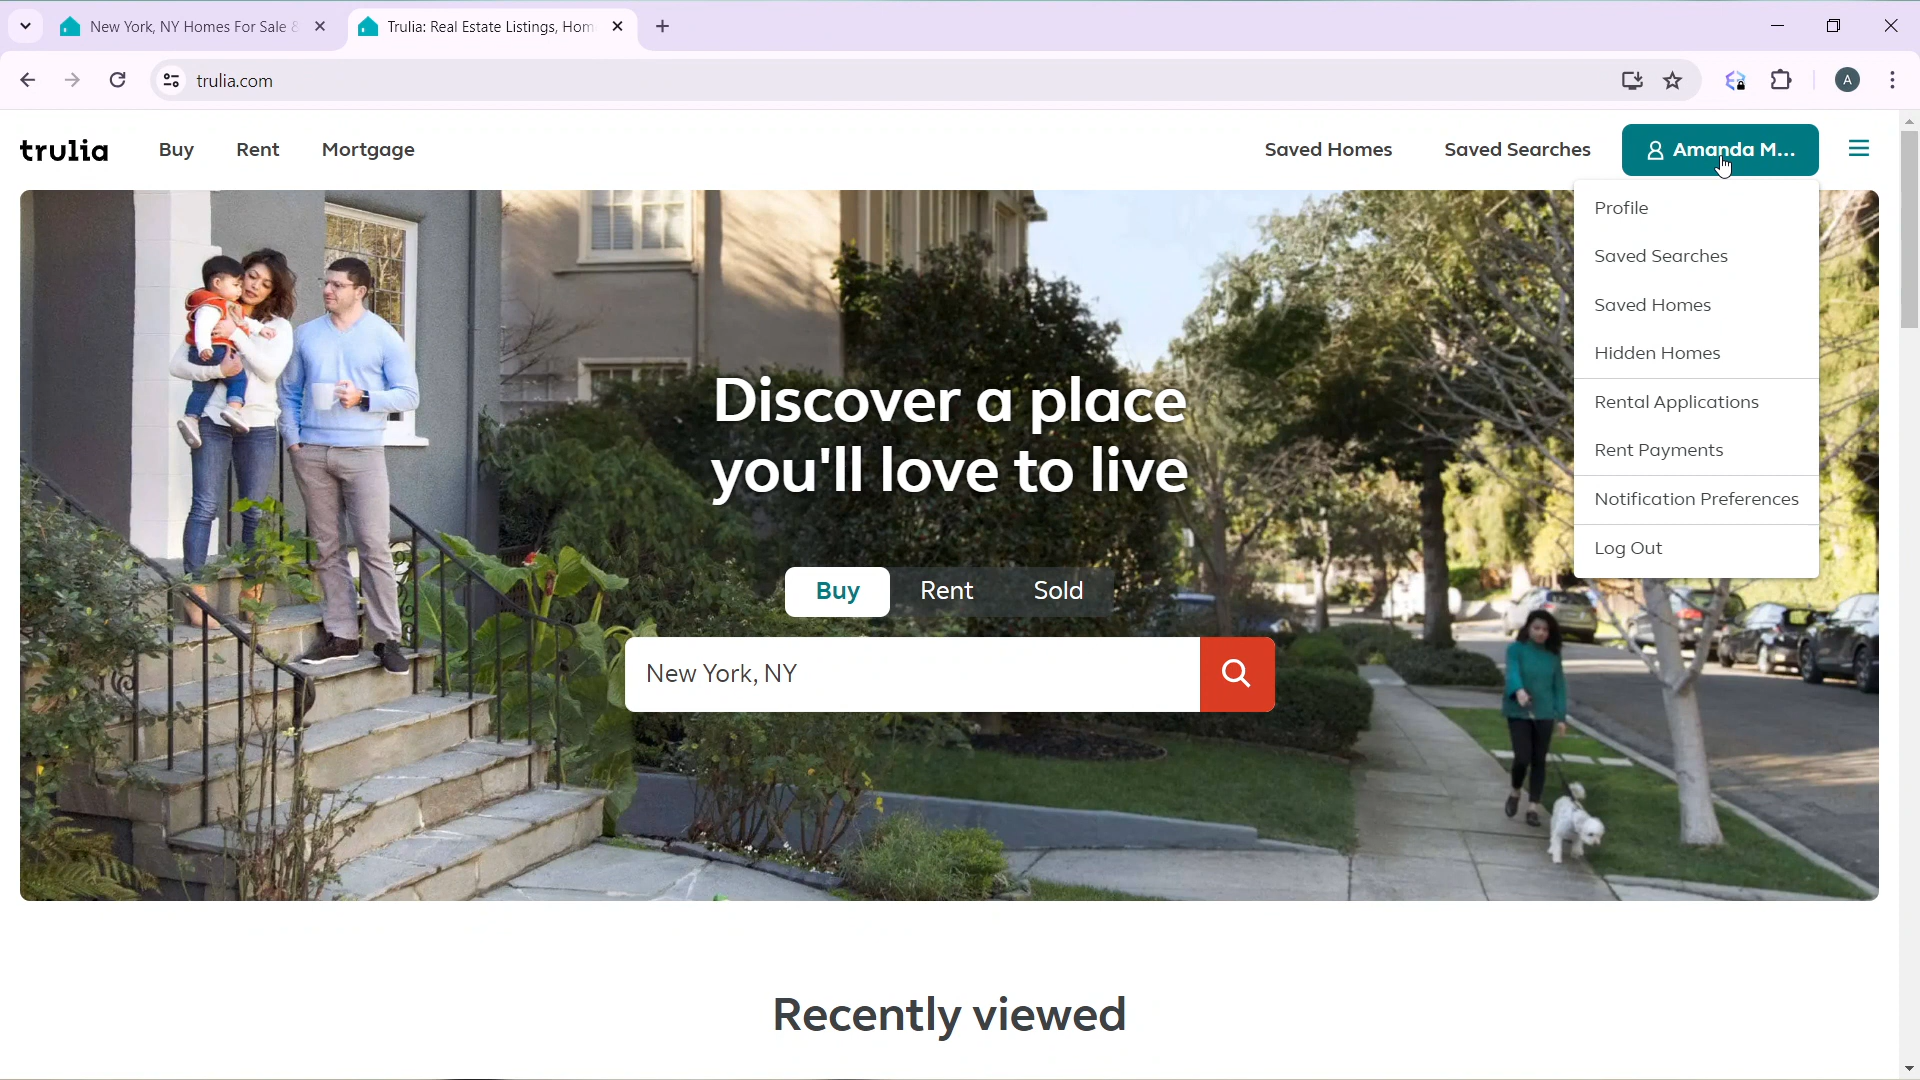 New York, NY Homes For Sale &
Trulia: Real Estate Listings, Hom
trulia.com
A
trulia
Buy
Rent
Mortgage
Saved Homes
Saved Searches
Amanda M...
Profile
Saved Searches
Saved Homes
Hidden Homes
Rental Applications
Rent Payments
Notification Preferences
Log Out
Discover a place
you'll love to live
Buy
Rent
Sold
New York, NY
Recently viewed